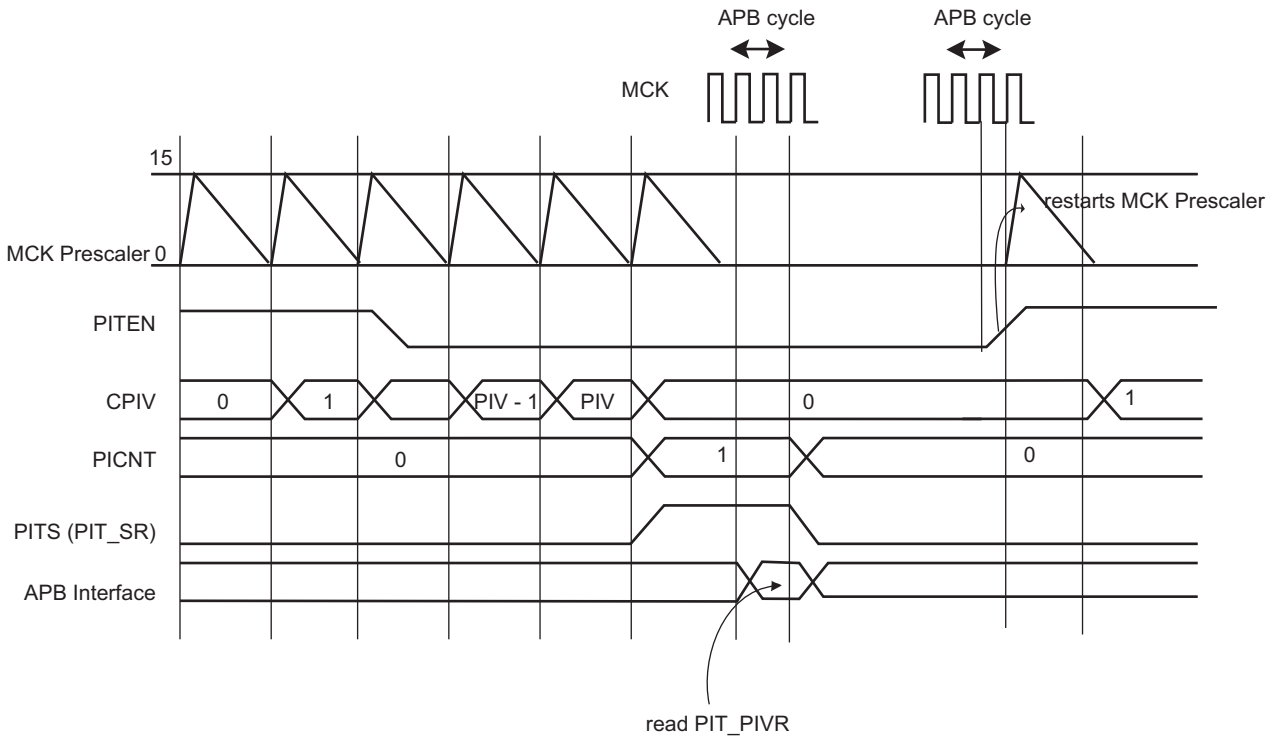 APB cycle
APB cycle
MCK
15
restarts MCK Prescaler
MCK Prescaler 0
PITEN
CPIV
0
1
PIV - 1
PIV
0
1
PICNT
0
1
0
PITS (PIT_SR)
APB Interface
read PIT_PIVR